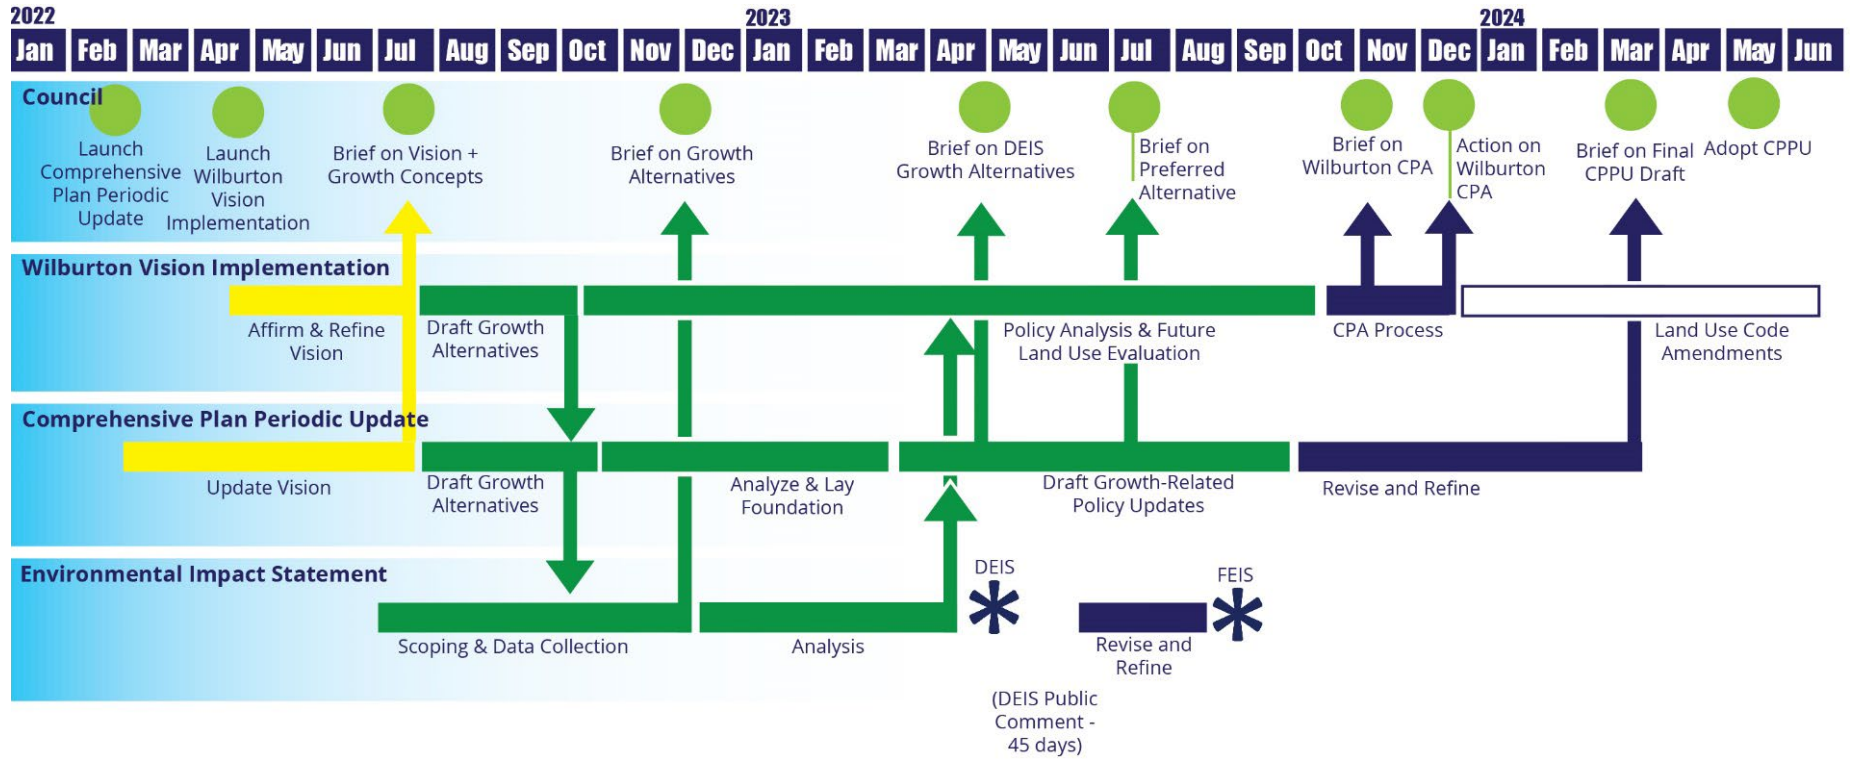 2022
2023
2024
Jan Feb Mar Apr May Jun Jul Aug Sep Oct Nov Dec Jan Feb Mar Apr May Jun Jul Aug Sep Oct Nov Dec Jan Feb Mar Apr May Jun
Council
Launch
Comprehensive
Plan Periodic
Update
Launch
Wilburton
Vision
Implementation
Brief on Vision +
Growth Concepts
Brief on Growth
Alternatives
Brief on DEIS
Growth Alternatives
Brief on
Preferred
Alternative
Brief on
Wilburton CPA
Action on
Wilburton
CPA
Brief on Final
CPPU Draft
Adopt CPPU
Wilburton Vision Implementation
Affirm & Refine
Vision
Draft Growth
Alternatives
Policy Analysis & Future
Land Use Evaluation
CPA Process
Land Use Code
Amendments
Comprehensive Plan Periodic Update
Update Vision
Draft Growth
Alternatives
Analyze & Lay
Foundation
Draft Growth-Related
Policy Updates
Revise and Refine
Environmental Impact Statement
Scoping & Data Collection
Analysis
DEIS
(DEIS Public
Comment -
45 days)
Revise and
Refine
FEIS